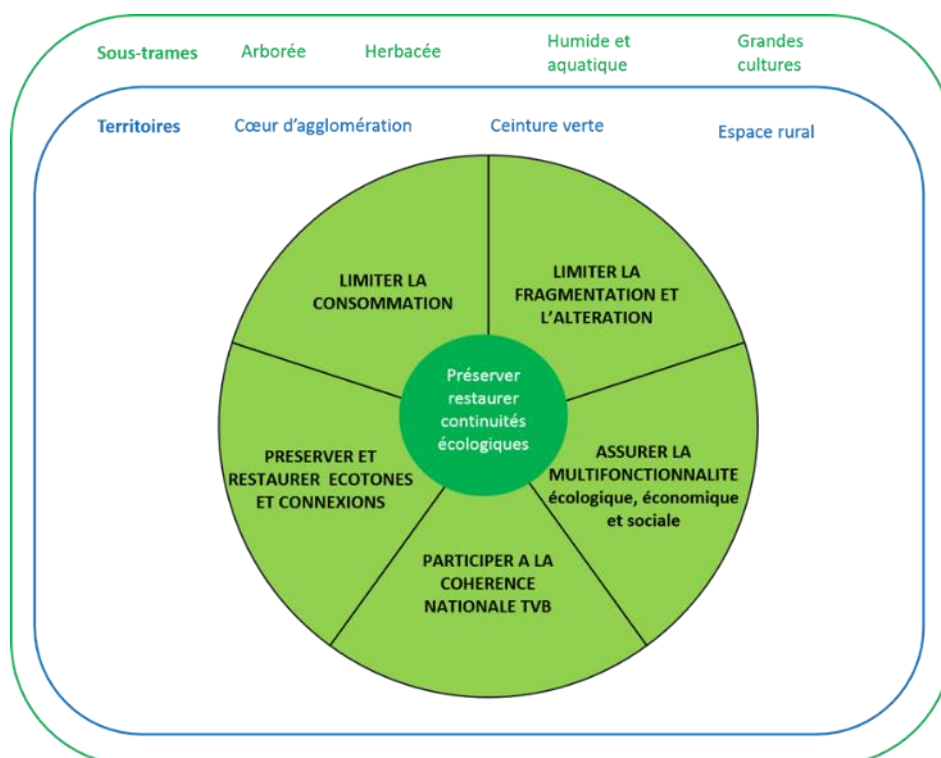 Sous-trames
Arborée
Herbacée
Humide et
aquatique
Grandes
cultures
Territoires
Cœur d'agglomération
Ceinture verte
Espace rural
LIMITER LA
CONSOMMATION
LIMITER LA
FRAGMENTATION ET
L'ALTERATION
Préserver
restaurer
continuités
écologiques
PRESERVER ET
RESTAURER ECOTONES
ET CONNEXIONS
ASSURER LA
MULTIFONCTIONNALITE
écologique, économique
et sociale
PARTICIPER A LA
COHERENCE
NATIONALE TVB